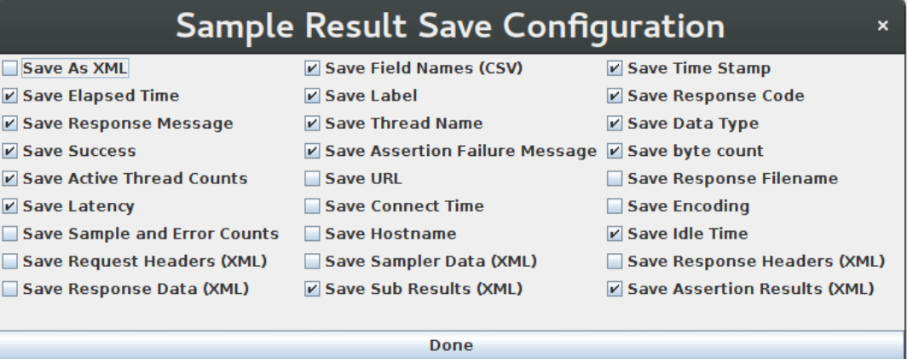 Sample Result Save Configuration ×
Save As XML Save Field Names (CSV) Save Time Stamp
Save Elapsed Time Save Label Save Response Code
Save Response Message Save Thread Name Save Data Type
Save Success Save Assertion Failure Message Save byte count
Save Active Thread Counts Save URL Save Response Filename
Save Latency Save Connect Time Save Encoding
Save Sample and Error Counts Save Hostname Save Idle Time
Save Request Headers (XML) Save Sampler Data (XML) Save Response Headers (XML)
Save Response Data (XML) Save Sub Results (XML) Save Assertion Results (XML)
Done